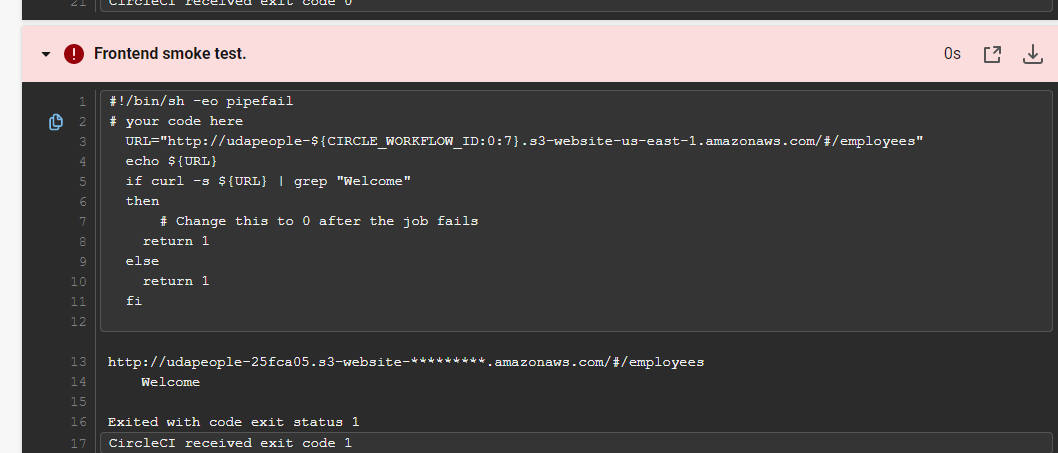 21 CircleCI received exit code 0
Frontend smoke test. 0s
1 #!/bin/sh -eo pipefail
2 # your code here
3 URL="http://udapeople-${CIRCLE_WORKFLOW_ID:0:7}.s3-website-us-east-1.amazonaws.com/#/employees"
4 echo ${URL}
5 if curl -s ${URL} | grep "Welcome"
6 then
7 # Change this to 0 after the job fails
8 return 1
9 else
10 return 1
11 fi
12
13 http://udapeople-25fca05.s3-website-*********.amazonaws.com/#/employees
14 Welcome
15
16 Exited with code exit status 1
17 CircleCI received exit code 1